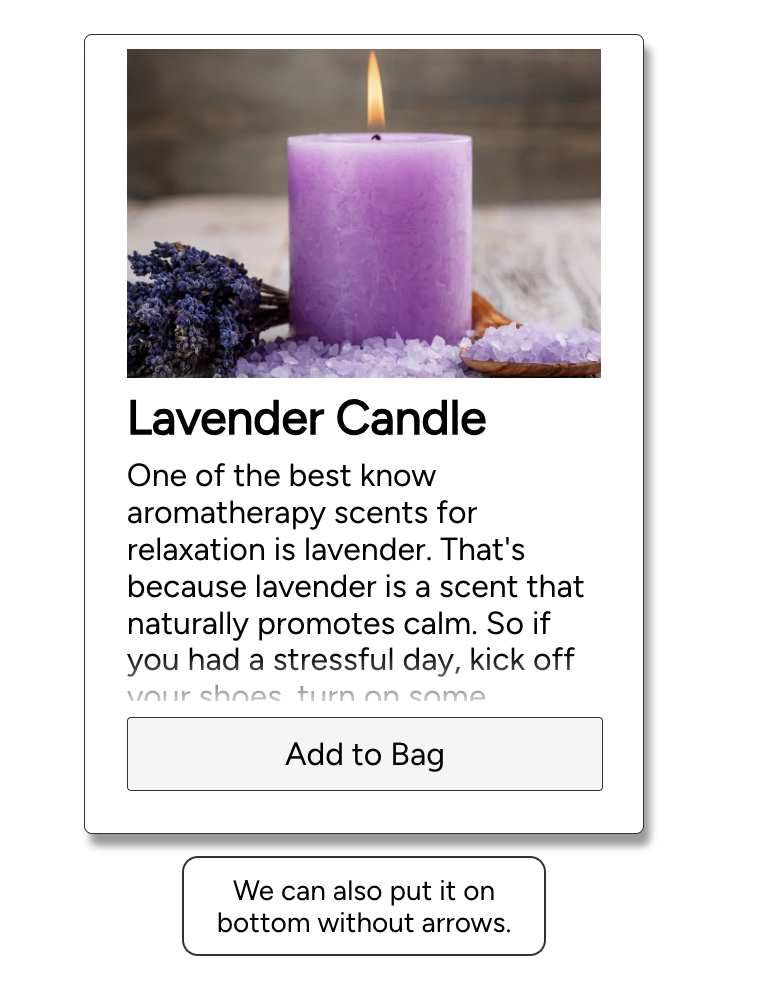 Lavender Candle
One of the best know
aromatherapy scents for
relaxation is lavender. That's
because lavender is a scent that
naturally promotes calm. So if
you had a stressful day, kick off
your shoes, turn on some
Add to Bag
We can also put it on
bottom without arrows.